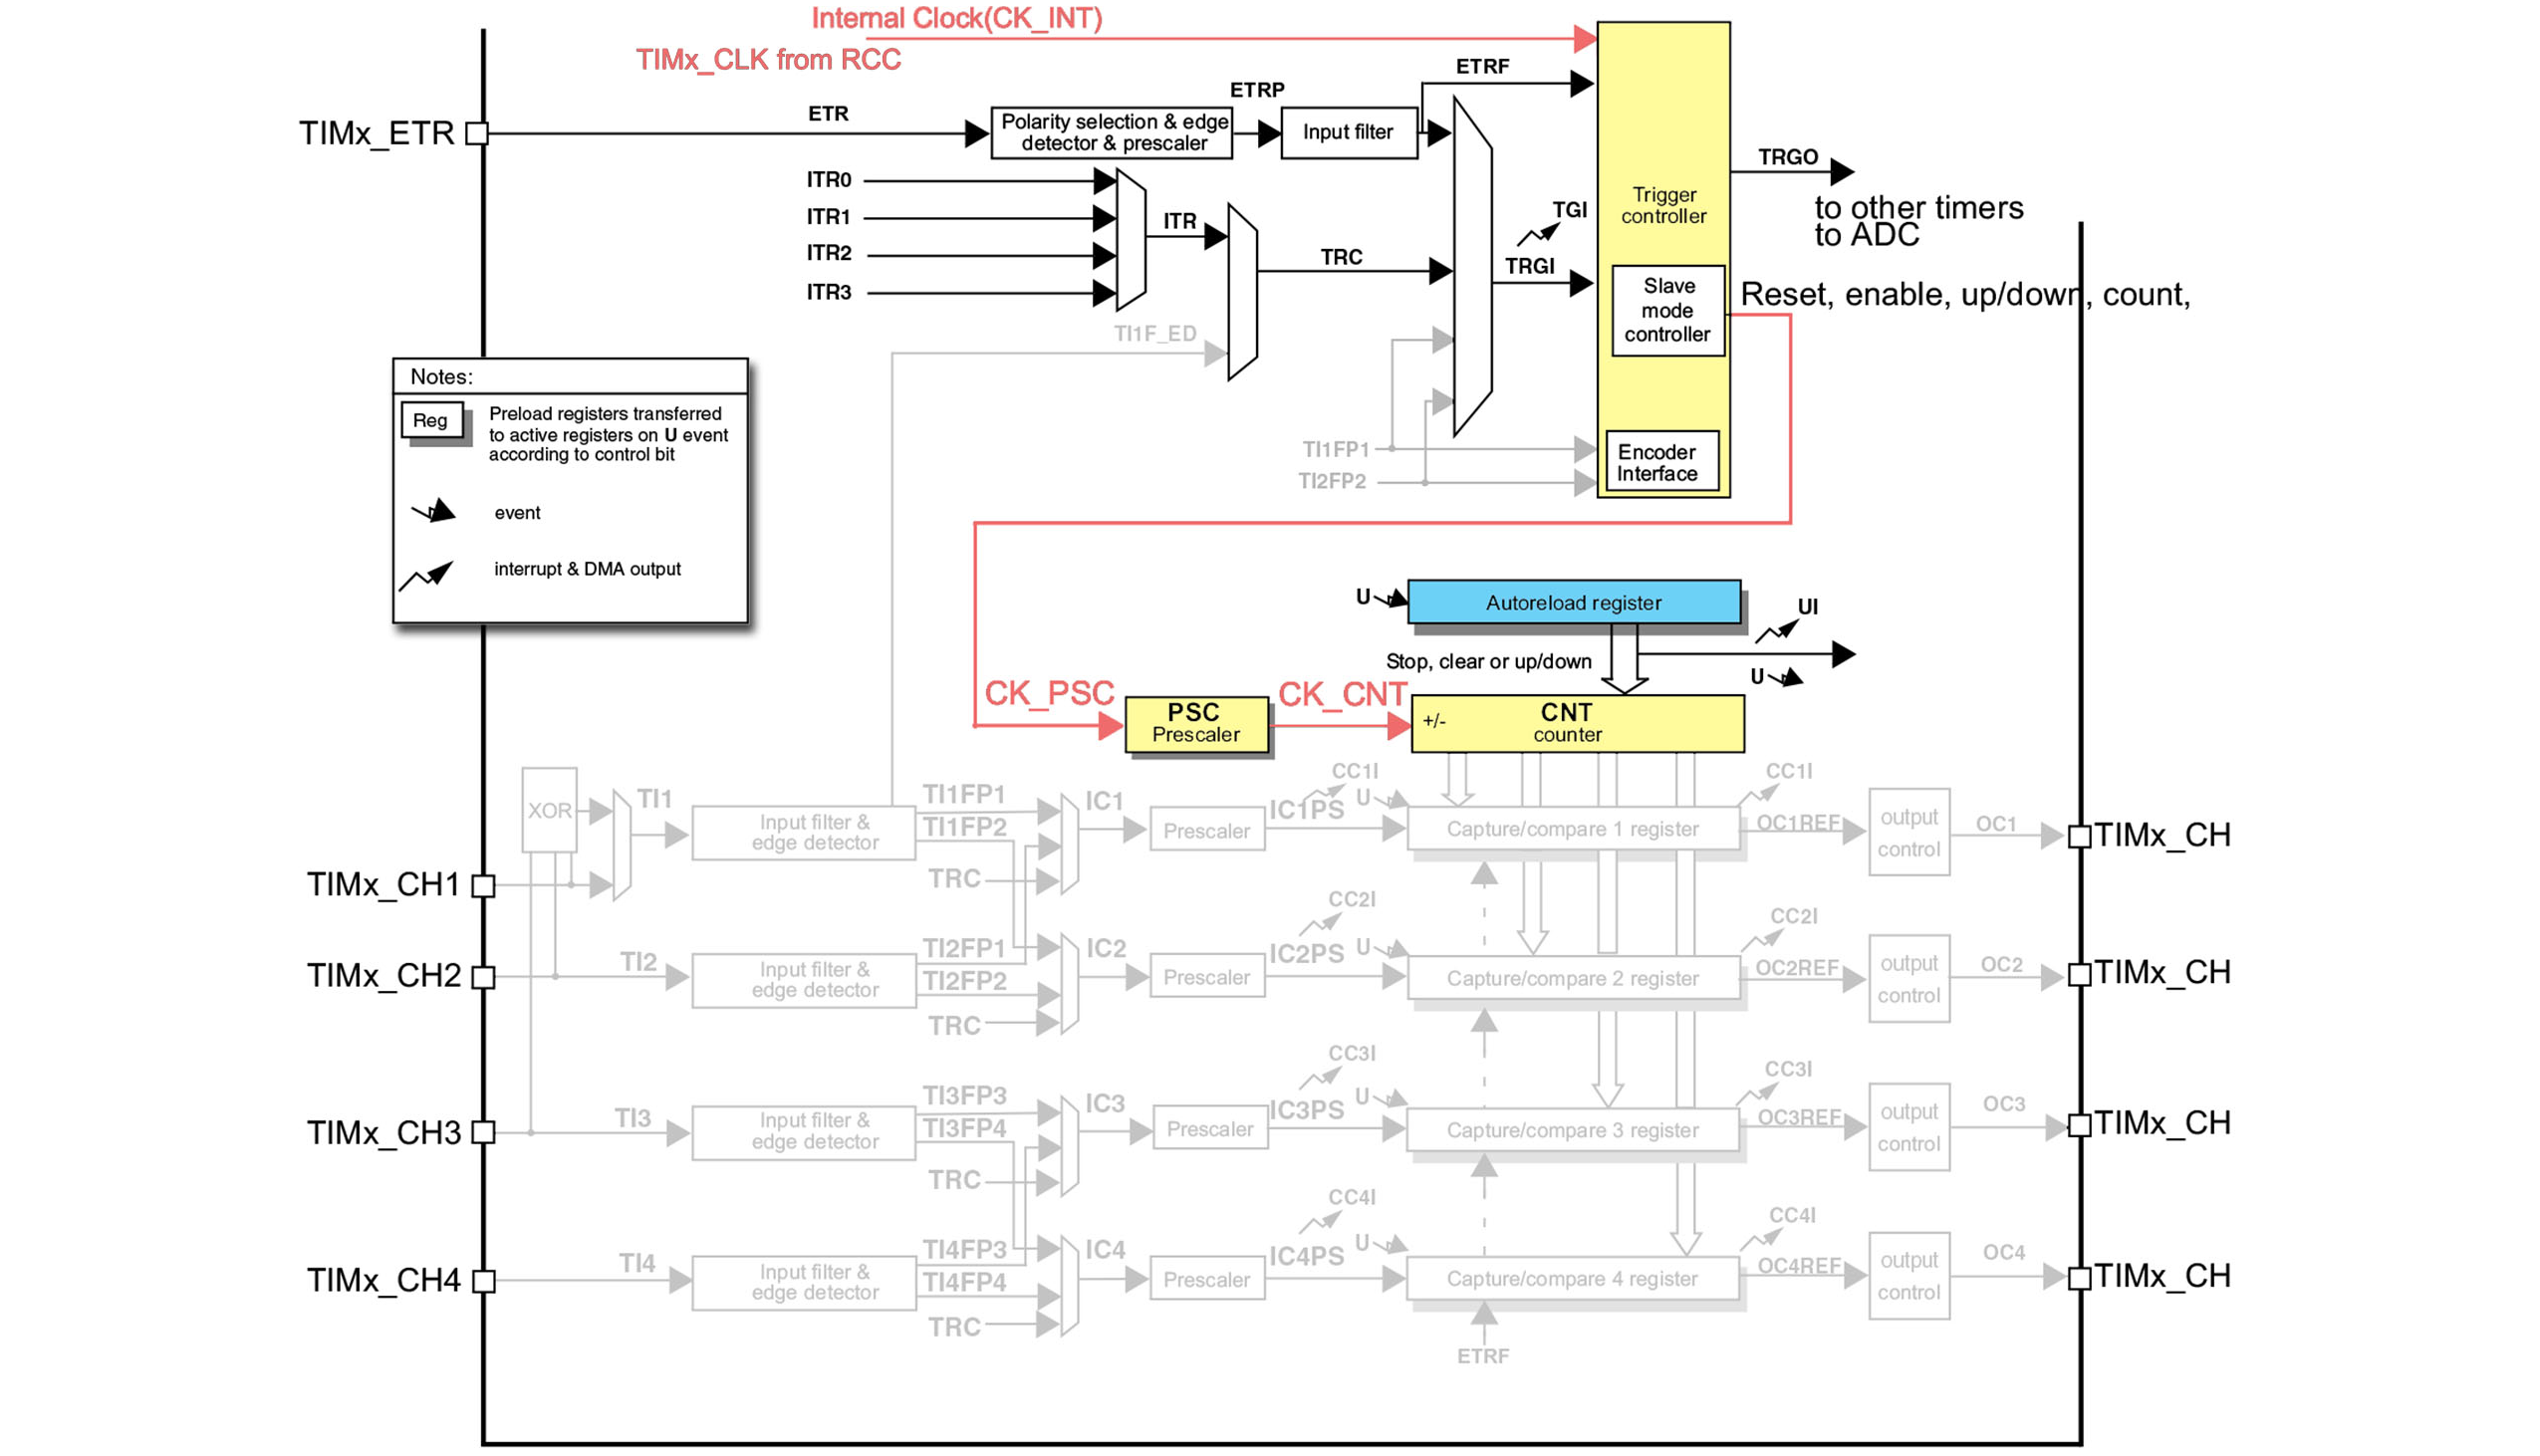 Internal Clock(CK_INT)
TIMx_CLK from RCC
ETRF
ETRP
ETR
TIMx_ETR
Polarity selection & edge
detector & prescaler
Input filter
TRGO
to other timers
to ADC
ITR0
ITR1
ITR2
ITR3
ITR
TRC
TGI
TRGI
Trigger
controller
Slave
mode
controller
Reset, enable, up/down, count,
TI1F_ED
TI1FP1
TI2FP2
Encoder
Interface
Notes:
Reg
Preload registers transferred
to active registers on U event
according to control bit
event
interrupt & DMA output
U
Autoreload register
UI
Stop, clear or up/down
U
CK_PSC
PSC
Prescaler
CK_CNT
+/-
CNT
counter
XOR
TI1
Input filter &
edge detector
TI1FP1
TI1FP2
TRC
IC1
Prescaler
CC1I
IC1PS
U
Capture/compare 1 register
CC1I
OC1REF
output
control
OC1
TIMx_CH
TIMx_CH1
TIMx_CH2
TI2
Input filter &
edge detector
TI2FP1
TI2FP2
TRC
IC2
Prescaler
CC2I
IC2PS
U
Capture/compare 2 register
CC2I
OC2REF
output
control
OC2
TIMx_CH
TIMx_CH3
TI3
Input filter &
edge detector
TI3FP3
TI3FP4
TRC
IC3
Prescaler
CC3I
IC3PS
U
Capture/compare 3 register
CC3I
OC3REF
output
control
OC3
TIMx_CH
TIMx_CH4
TI4
Input filter &
edge detector
TI4FP3
TI4FP4
TRC
IC4
Prescaler
CC4I
IC4PS
U
Capture/compare 4 register
CC4I
OC4REF
output
control
OC4
TIMx_CH
ETRF